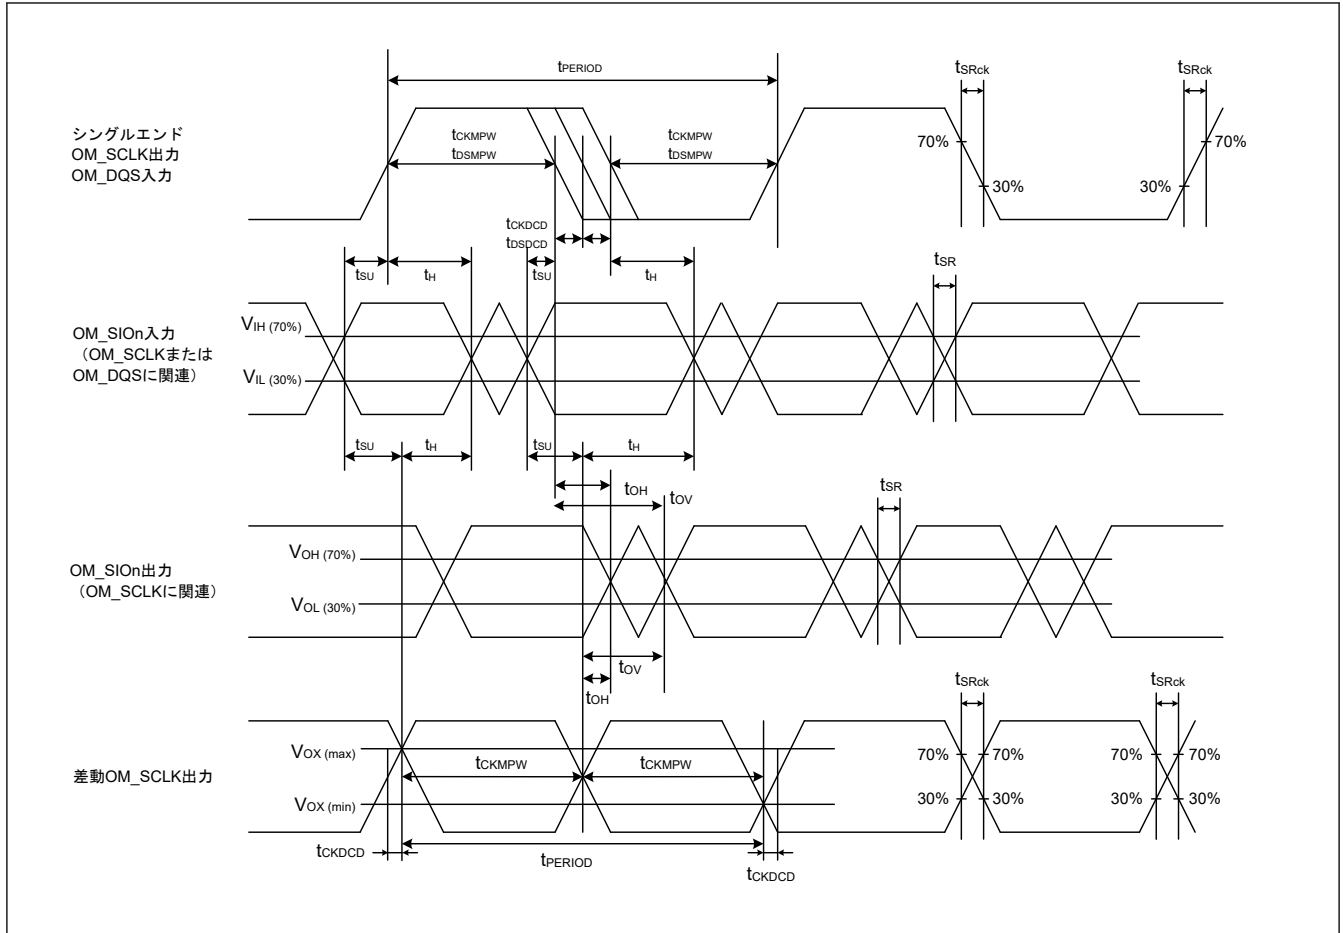 tPERIOD
tSRck
tSRck
シングルエンド
OM_SCLK出力
OM_DQS入力
tCKMPW
tDSMPW
tCKMPW
tDSMPW
70%
30%
30%
70%
tCKDCD
tDSDCD
tSU
tH
tSU
tH
tSR
OM_SIOn入力
（OM_SCLKまたは
OM_DQSに関連）
VIH (70%)
VIL (30%)
tSU
tH
tSU
tH
tOH
tOV
tSR
OM_SIOn出力
（OM_SCLKに関連）
VOH (70%)
VOL (30%)
tOV
tOH
tSRck
tSRck
差動OM_SCLK出力
VOX (max)
VOX (min)
tCKMPW
tCKMPW
70%
70%
70%
70%
30%
30%
30%
30%
tCKDCD
tPERIOD
tCKDCD